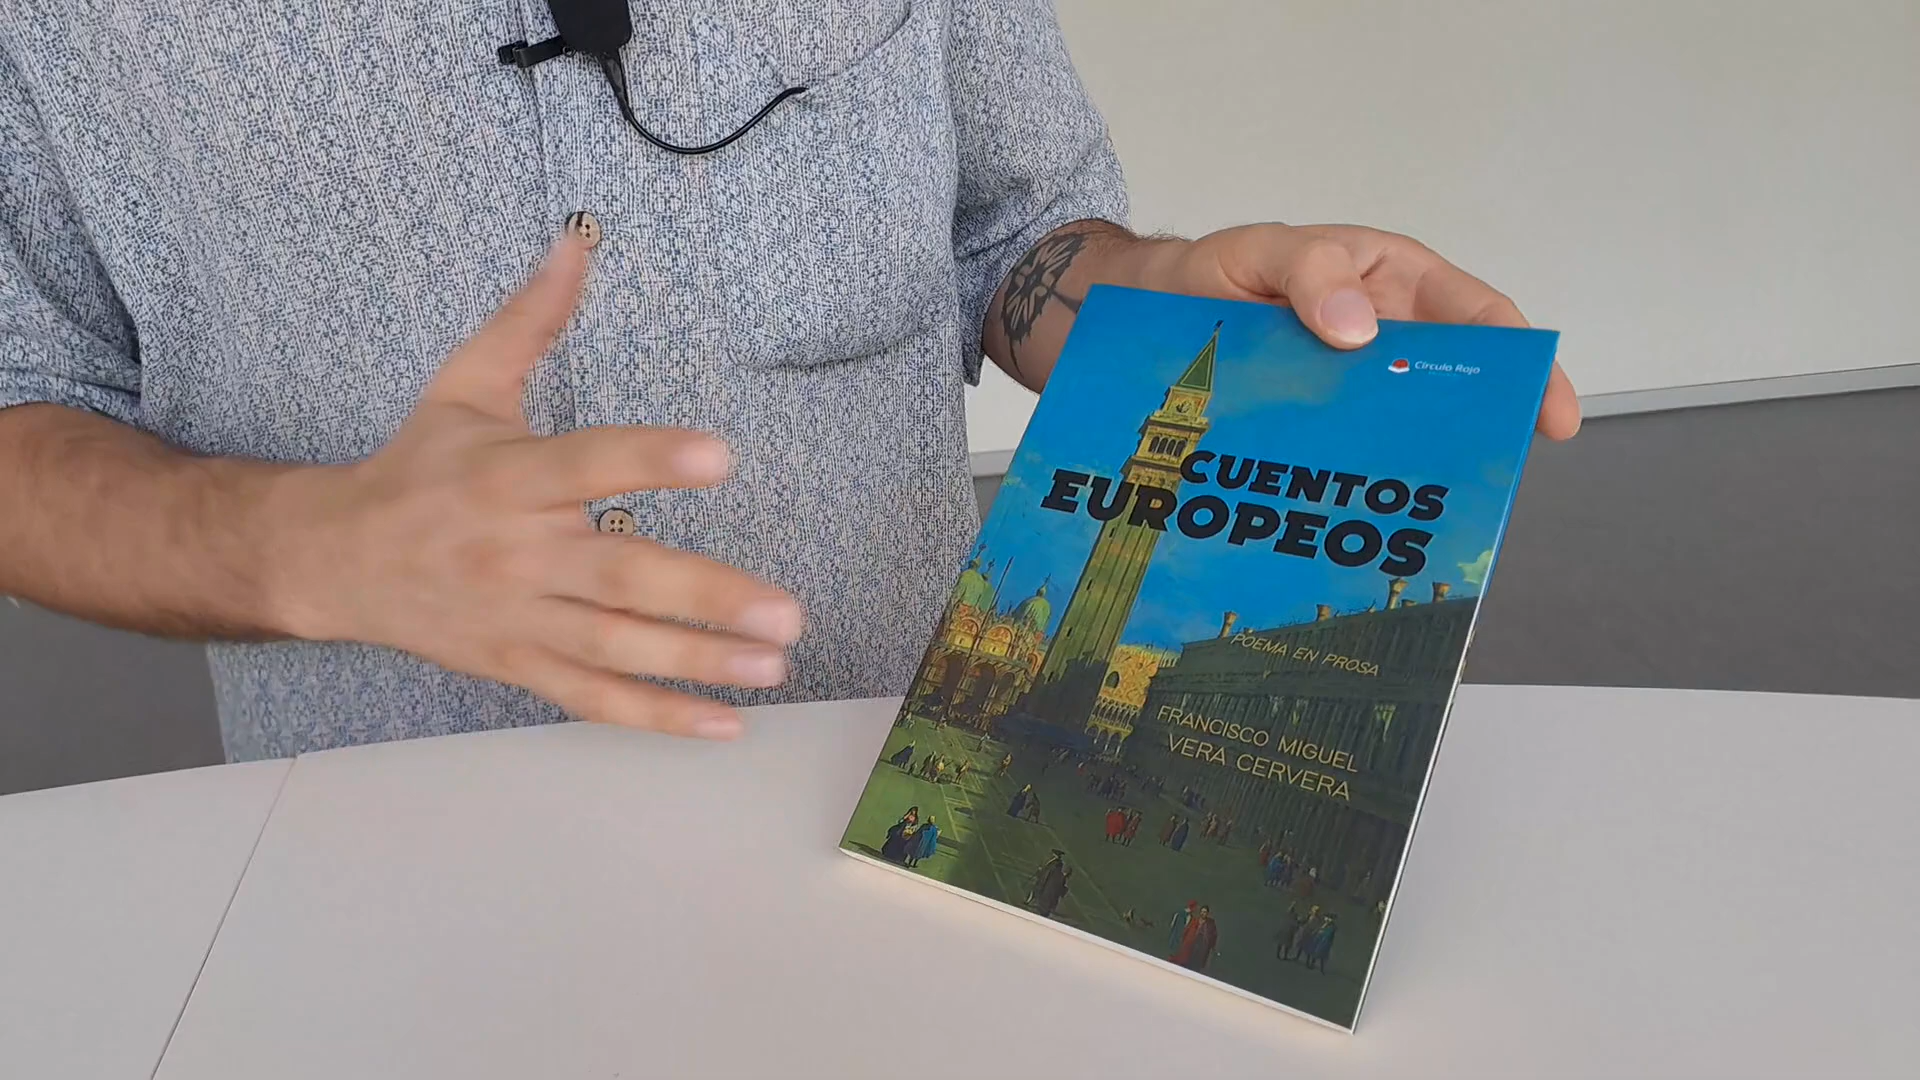 Círculo Rojo
CUENTOS
EUROPEOS
POEMA EN PROSA
FRANCISCO MIGUEL
VERA CERVERA